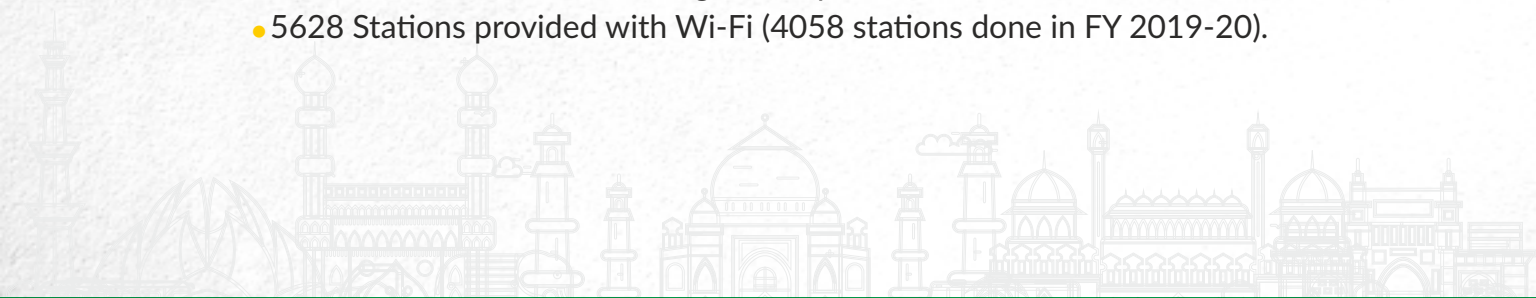 • 5628 Stations provided with Wi-Fi (4058 stations done in FY 2019-20).